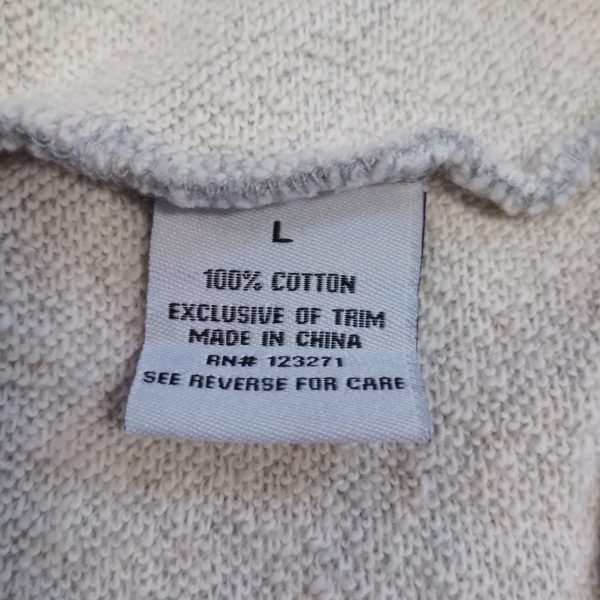 L
100% COTTON
EXCLUSIVE OF TRIM
MADE IN CHINA
RN# 123271
SEE REVERSE FOR CARE